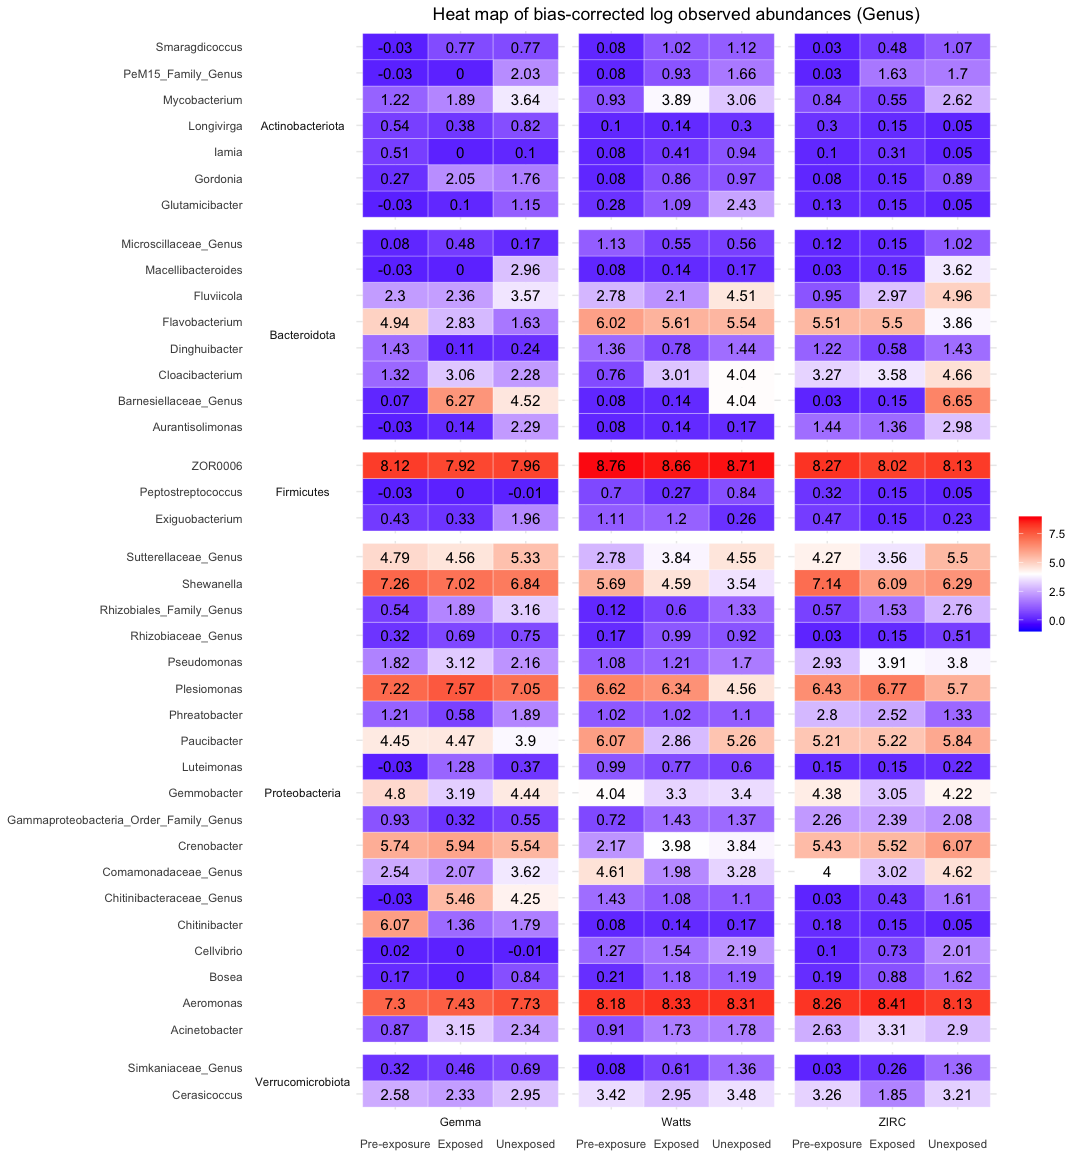 Heat map of bias-corrected log observed abundances (Genus)
Smaragdicoccus -0.03 0.77 0.77 0.08 1.02 1.12 0.03 0.48 1.07
PeM15_Family_Genus -0.03 0 2.03 0.08 0.93 1.66 0.03 1.63 1.7
Mycobacterium 1.22 1.89 3.64 0.93 3.89 3.06 0.84 0.55 2.62
Longivirga Actinobacteriota 0.54 0.38 0.82 0.1 0.14 0.3 0.3 0.15 0.05
Iamia 0.51 0 0.1 0.08 0.41 0.94 0.1 0.31 0.05
Gordonia 0.27 2.05 1.76 0.08 0.86 0.97 0.08 0.15 0.89
Glutamicibacter -0.03 0.1 1.15 0.28 1.09 2.43 0.13 0.15 0.05
Microscillaceae_Genus 0.08 0.48 0.17 1.13 0.55 0.56 0.12 0.15 1.02
Macellibacteroides -0.03 0 2.96 0.08 0.14 0.17 0.03 0.15 3.62
Fluviicola 2.3 2.36 3.57 2.78 2.1 4.51 0.95 2.97 4.96
Flavobacterium 4.94 2.83 1.63 6.02 5.61 5.54 5.51 5.5 3.86
Bacteroidota
Dinghuibacter 1.43 0.11 0.24 1.36 0.78 1.44 1.22 0.58 1.43
Cloacibacterium 1.32 3.06 2.28 0.76 3.01 4.04 3.27 3.58 4.66
Barnesiellaceae_Genus 0.07 6.27 4.52 0.08 0.14 4.04 0.03 0.15 6.65
Aurantisolimonas -0.03 0.14 2.29 0.08 0.14 0.17 1.44 1.36 2.98
ZOR0006 8.12 7.92 7.96 8.76 8.66 8.71 8.27 8.02 8.13
Peptostreptococcus Firmicutes -0.03 0 -0.01 0.7 0.27 0.84 0.32 0.15 0.05
Exiguobacterium 0.43 0.33 1.96 1.11 1.2 0.26 0.47 0.15 0.23
Sutterellaceae_Genus 4.79 4.56 5.33 2.78 3.84 4.55 4.27 3.56 5.5
Shewanella 7.26 7.02 6.84 5.69 4.59 3.54 7.14 6.09 6.29
Rhizobiales_Family_Genus 0.54 1.89 3.16 0.12 0.6 1.33 0.57 1.53 2.76
Rhizobiaceae_Genus 0.32 0.69 0.75 0.17 0.99 0.92 0.03 0.15 0.51
Pseudomonas 1.82 3.12 2.16 1.08 1.21 1.7 2.93 3.91 3.8
Plesiomonas 7.22 7.57 7.05 6.62 6.34 4.56 6.43 6.77 5.7
Phreatobacter 1.21 0.58 1.89 1.02 1.02 1.1 2.8 2.52 1.33
Paucibacter 4.45 4.47 3.9 6.07 2.86 5.26 5.21 5.22 5.84
Luteimonas -0.03 1.28 0.37 0.99 0.77 0.6 0.15 0.15 0.22
Gemmobacter Proteobacteria 4.8 3.19 4.44 4.04 3.3 3.4 4.38 3.05 4.22
Gammaproteobacteria_Order_Family_Genus 0.93 0.32 0.55 0.72 1.43 1.37 2.26 2.39 2.08
Crenobacter 5.74 5.94 5.54 2.17 3.98 3.84 5.43 5.52 6.07
Comamonadaceae_Genus 2.54 2.07 3.62 4.61 1.98 3.28 4 3.02 4.62
Chitinibacteraceae_Genus -0.03 5.46 4.25 1.43 1.08 1.1 0.03 0.43 1.61
Chitinibacter 6.07 1.36 1.79 0.08 0.14 0.17 0.18 0.15 0.05
Cellvibrio 0.02 0 -0.01 1.27 1.54 2.19 0.1 0.73 2.01
Bosea 0.17 0 0.84 0.21 1.18 1.19 0.19 0.88 1.62
Aeromonas 7.3 7.43 7.73 8.18 8.33 8.31 8.26 8.41 8.13
Acinetobacter 0.87 3.15 2.34 0.91 1.73 1.78 2.63 3.31 2.9
Simkaniaceae_Genus 0.32 0.46 0.69 0.08 0.61 1.36 0.03 0.26 1.36
Verrucomicrobiota
Cerasicoccus 2.58 2.33 2.95 3.42 2.95 3.48 3.26 1.85 3.21
Gemma Watts ZIRC
Pre-exposure Exposed Unexposed Pre-exposure Exposed Unexposed Pre-exposure Exposed Unexposed
7.5
5.0
2.5
0.0